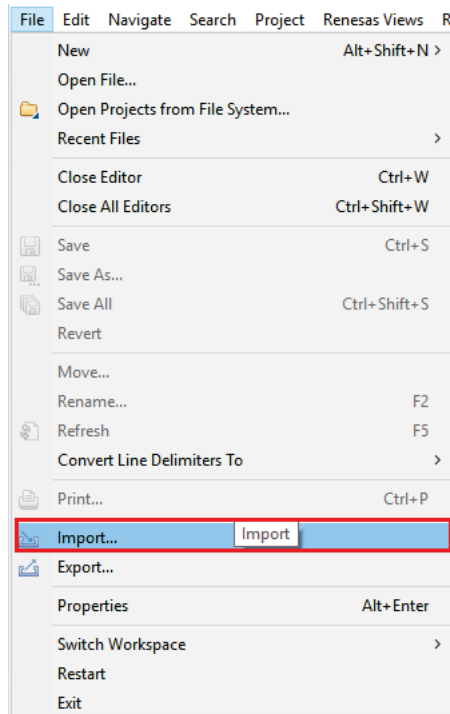 File Edit Navigate Search Project Renesas Views R
New Alt+Shift+N >
Open File...
Open Projects from File System...
Recent Files >
Close Editor Ctrl+W
Close All Editors Ctrl+Shift+W
Save Ctrl+S
Save As...
Save All Ctrl+Shift+S
Revert
Move...
Rename... F2
Refresh F5
Convert Line Delimiters To >
Print... Ctrl+P
Import... Import
Export...
Properties Alt+Enter
Switch Workspace >
Restart
Exit